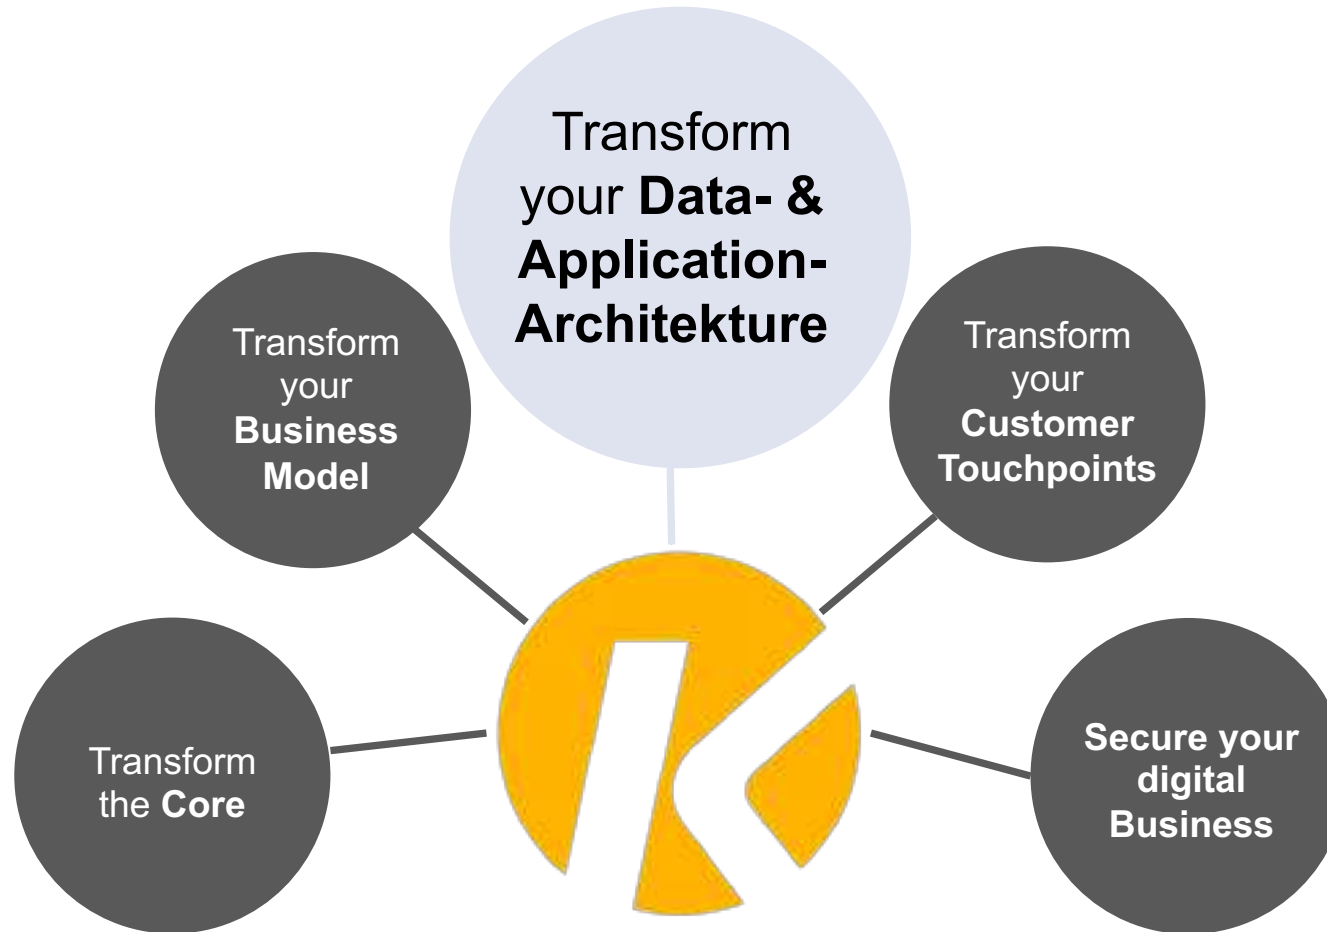 Transform
your Data- &
Application-
Architekture
Transform
your
Business
Model
Transform
your
Customer
Touchpoints
Transform
the Core
Secure your
digital
Business